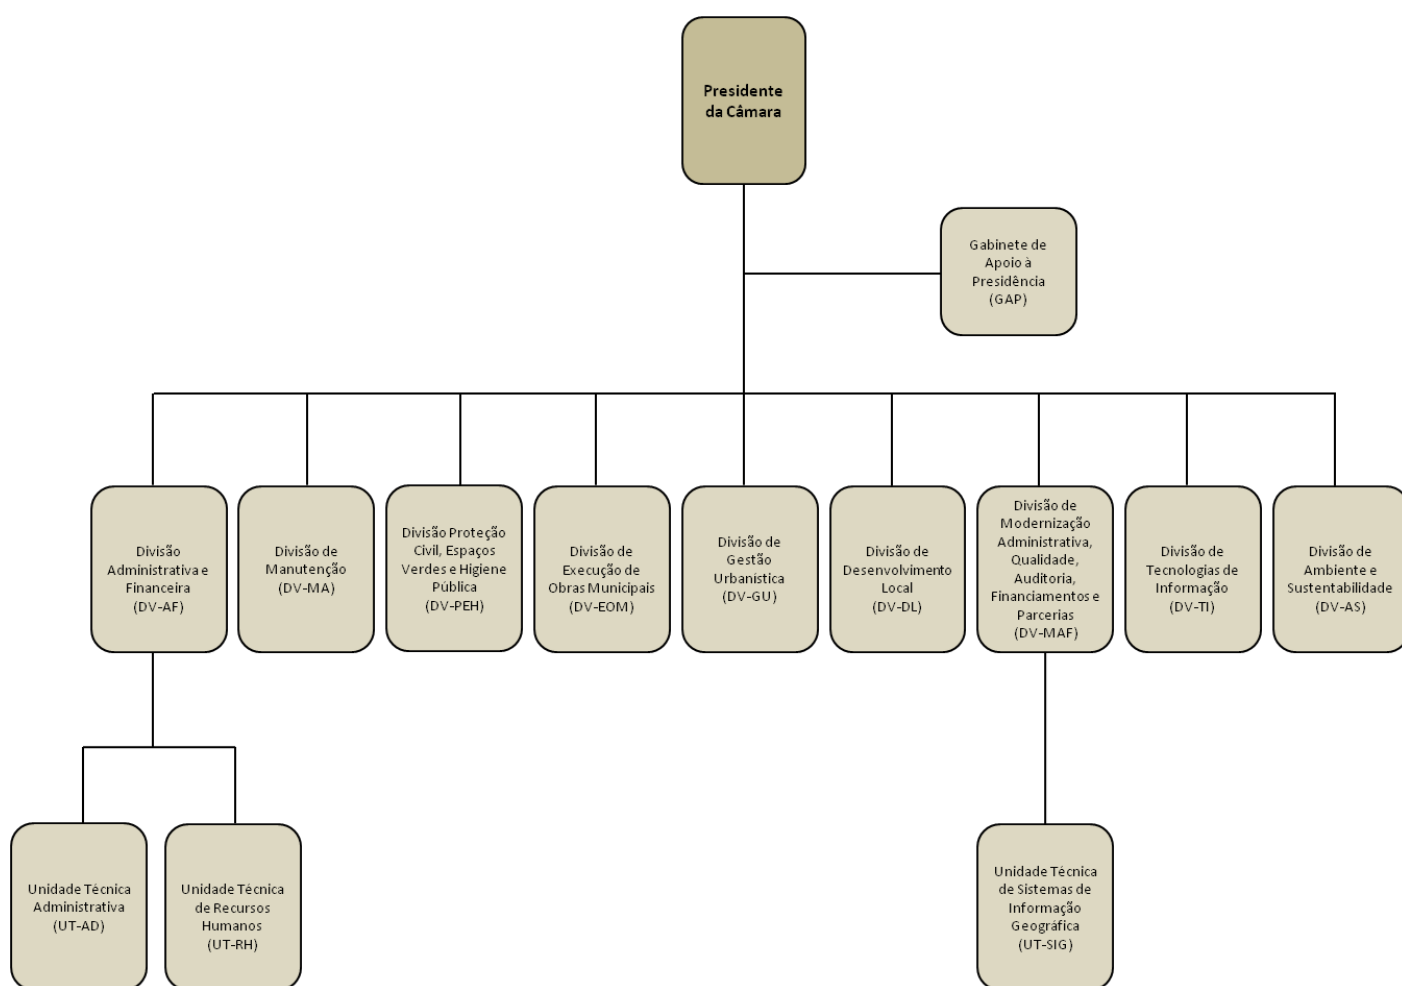 Presidente
da Câmara
Gabinete de
Apoio à
Presidência
(GAP)
Divisão
Administrativa e
Financeira
(DV-AF)
Divisão de
Manutenção
(DV-MA)
Divisão Proteção
Civil, Espaços
Verdes e Higiene
Pública
(DV-PEH)
Divisão de
Execução de
Obras Municipais
(DV-EOM)
Divisão de
Gestão
Urbanística
(DV-GU)
Divisão de
Desenvolvimento
Local
(DV-DL)
Divisão de
Modernização
Administrativa,
Qualidade,
Auditoria,
Financiamentos e
Parcerias
(DV-MAF)
Divisão de
Tecnologias de
Informação
(DV-TI)
Divisão de
Ambiente e
Sustentabilidade
(DV-AS)
Unidade Técnica
Administrativa
(UT-AD)
Unidade Técnica
de Recursos
Humanos
(UT-RH)
Unidade Técnica
de Sistemas de
Informação
Geográfica
(UT-SIG)